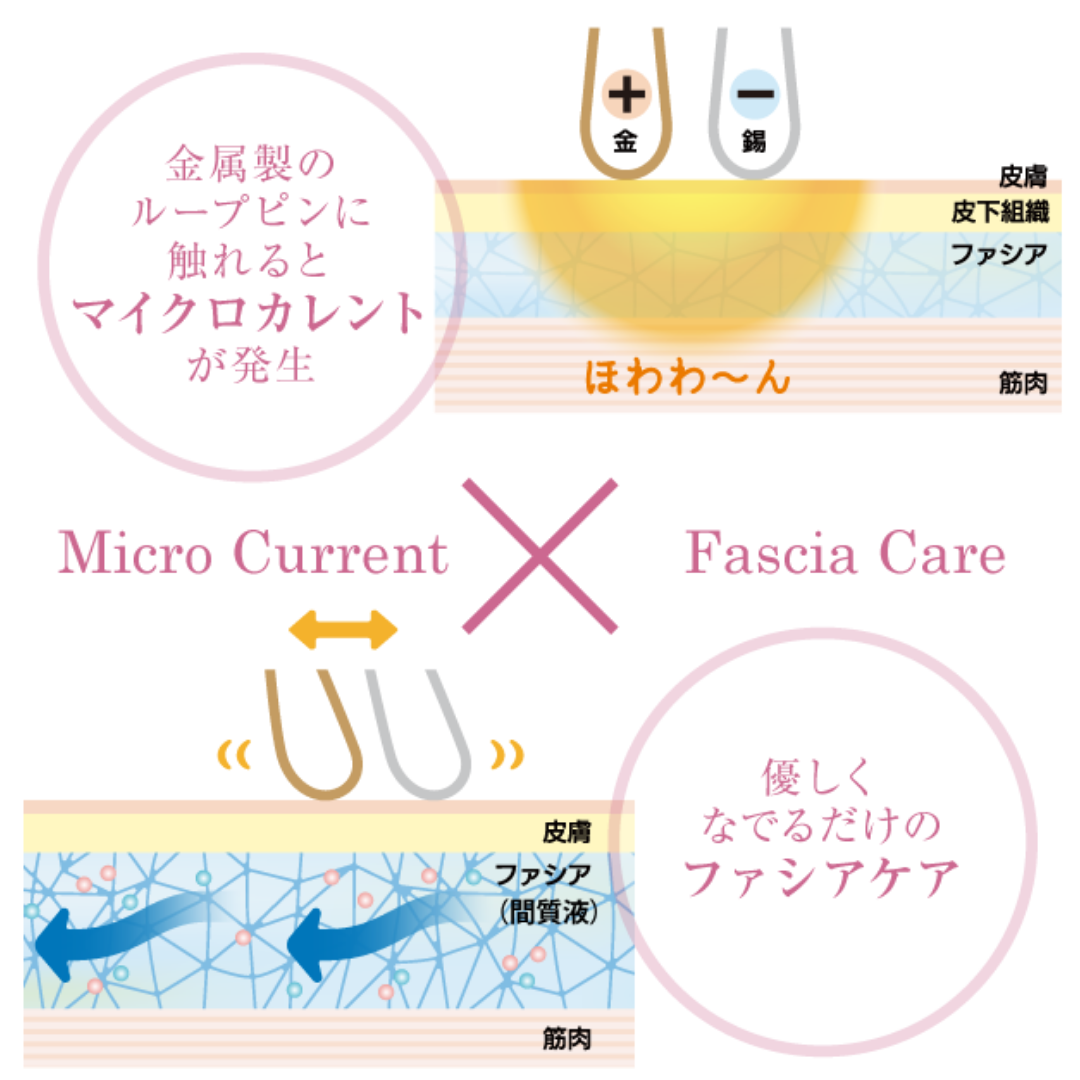 金属製の
ループピンに
触れると
マイクロカレント
が発生
+
−
金
錫
皮膚
皮下組織
ファシア
ほわわ〜ん
筋肉
Micro Current
Fascia Care
皮膚
ファシア
（間質液）
筋肉
優しく
なでるだけの
ファシアケア